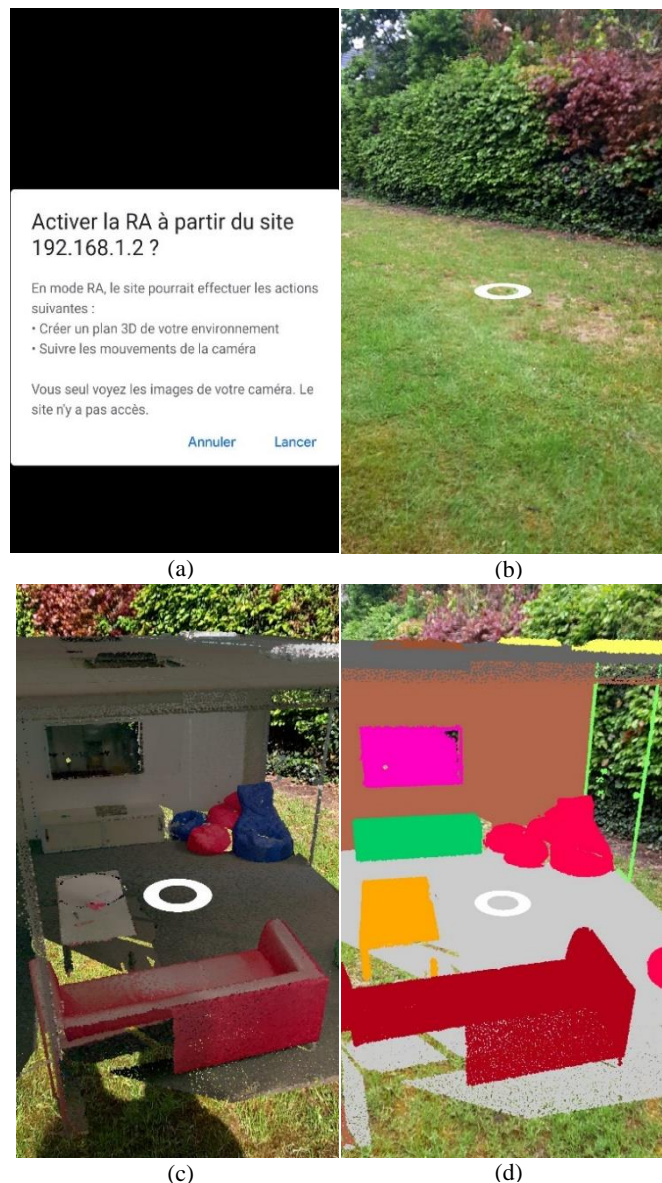 Activer la RA à partir du site
192.168.1.2 ?
En mode RA, le site pourrait effectuer les actions
suivantes :
• Créer un plan 3D de votre environnement
• Suivre les mouvements de la caméra
Vous seul voyez les images de votre caméra. Le
site n'y a pas accès.
Annuler Lancer
(a) (b)
(c) (d)